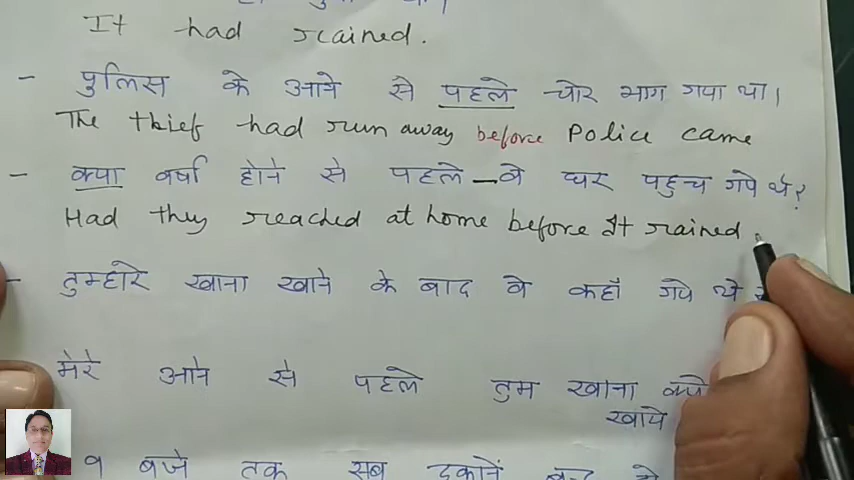 It had rained.
- पुलिस के आने से पहले चोर भाग गया था।
The thief had run away before Police came
- क्या वर्षा होने से पहले - वे घर पहुच गये थे?
Had they reached at home before It rained
- तुम्हारे खाना खाने के बाद वे कहाँ गये थे
मेरे आने से पहले तुम खाना क्यों
खाये
9 बजे तक सब दुकानें बन्द